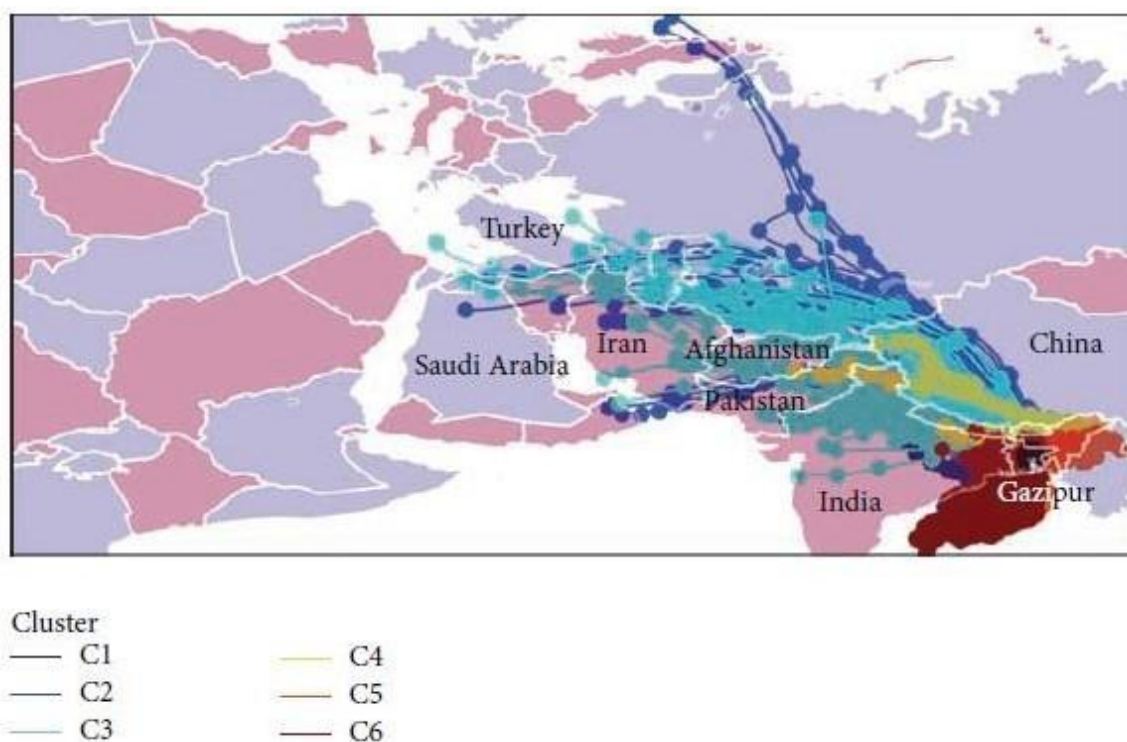 Turkey
China
Iran
Afghanistan
Saudi Arabia
Pakistan
Gazipur
India
Cluster
C1
C2
C3
C4
C5
C6